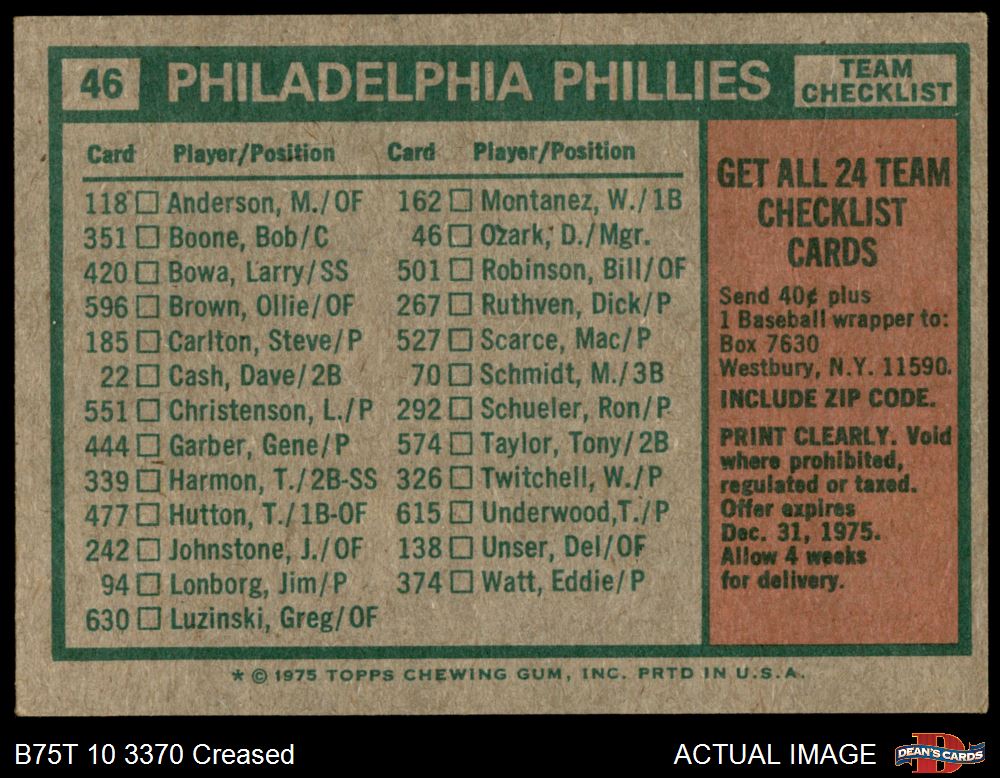 46 PHILADELPHIA PHILLIES TEAM CHECKLIST
Card Player/Position Card Player/Position
118 Anderson, M./OF 162 Montanez, W./1B
351 Boone, Bob/C 46 Ozark, D./Mgr.
420 Bowa, Larry/SS 501 Robinson, Bill/OF
596 Brown, Ollie/OF 267 Ruthven, Dick/P
185 Carlton, Steve/P 527 Scarce, Mac/P
22 Cash, Dave/2B 70 Schmidt, M./3B
551 Christenson, L./P 292 Schueler, Ron/P
444 Garber, Gene/P 574 Taylor, Tony/2B
339 Harmon, T./2B-SS 326 Twitchell, W./P
477 Hutton, T./1B-OF 615 Underwood,T./P
242 Johnstone, J./OF 138 Unser, Del/OF
94 Lonborg, Jim/P 374 Watt, Eddie/P
630 Luzinski, Greg/OF
GET ALL 24 TEAM
CHECKLIST
CARDS
Send 40¢ plus
1 Baseball wrapper to:
Box 7630
Westbury, N.Y. 11590.
INCLUDE ZIP CODE.
PRINT CLEARLY. Void
where prohibited,
regulated or taxed.
Offer expires
Dec. 31, 1975.
Allow 4 weeks
for delivery.
* © 1975 TOPPS CHEWING GUM, INC. PRTD IN U.S.A.
B75T 10 3370 Creased ACTUAL IMAGE DEAN'S CARDS